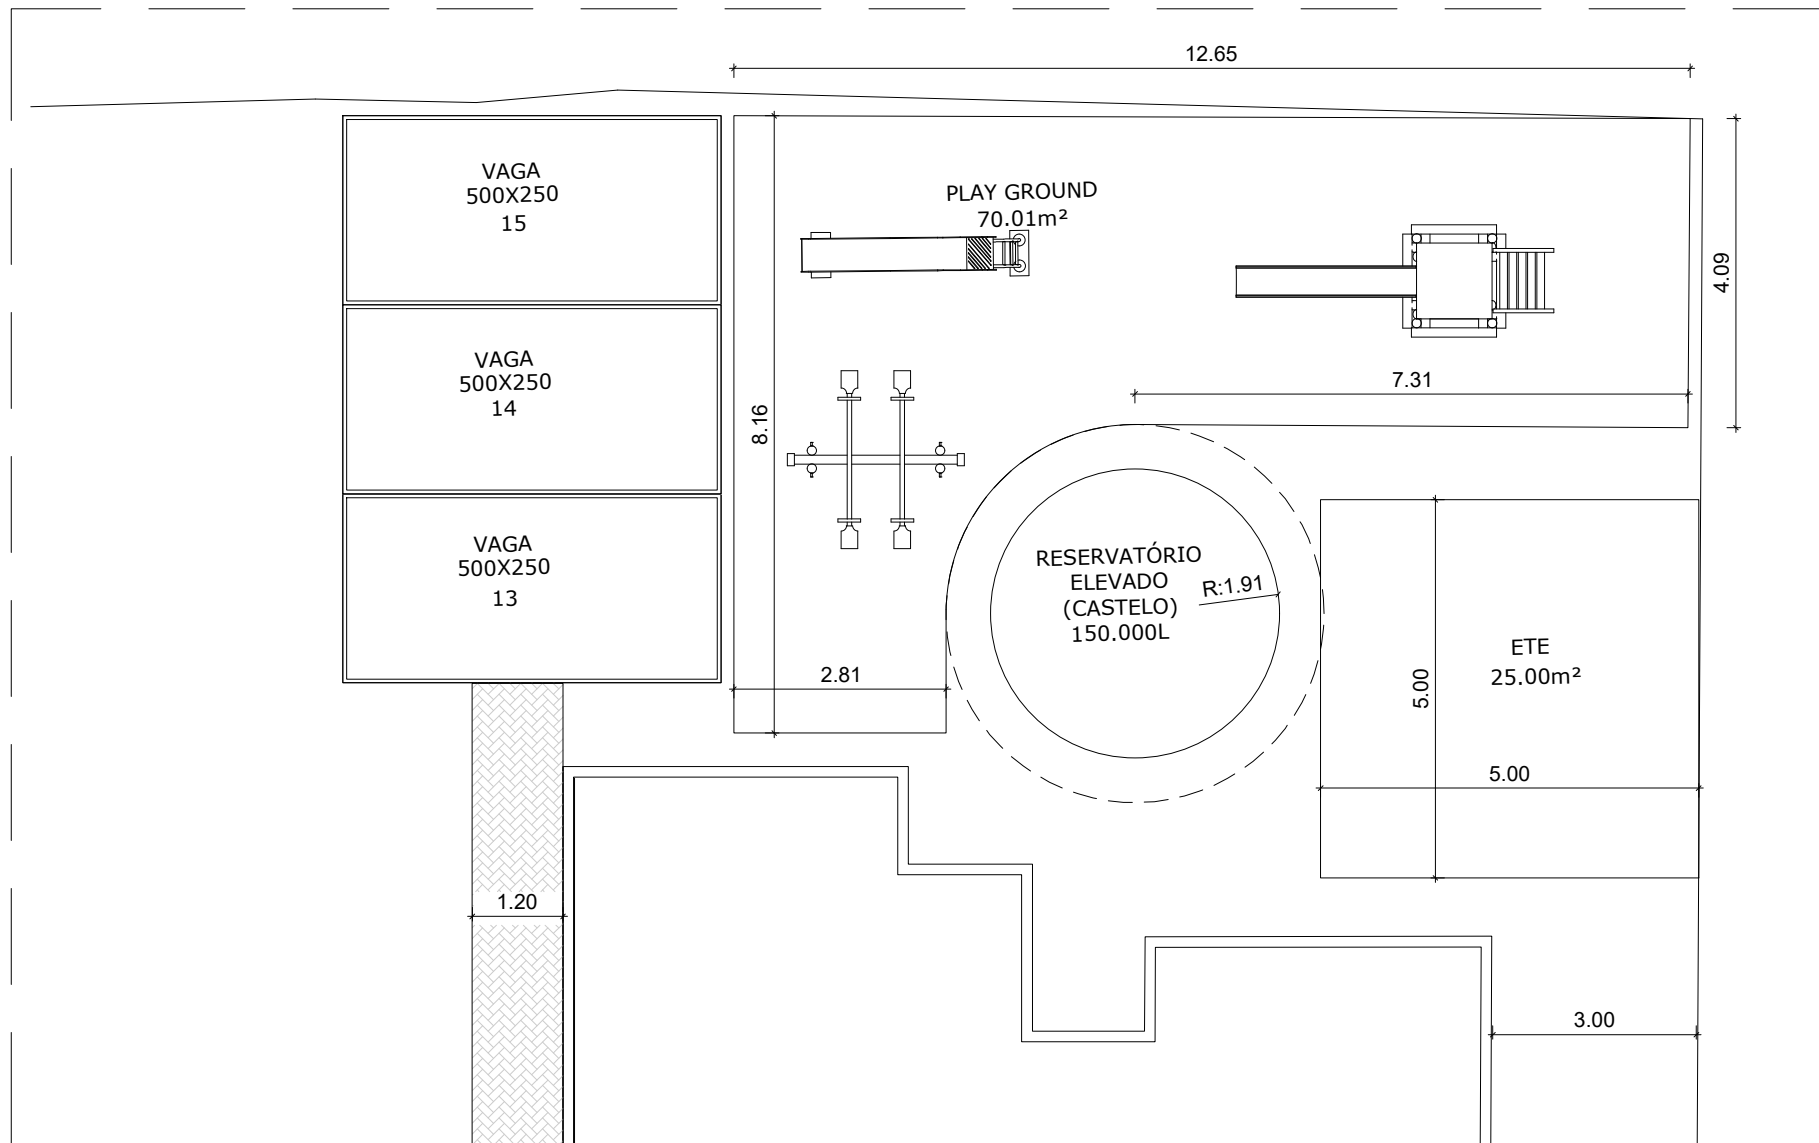 12.65
VAGA
500X250
15
PLAY GROUND
70.01m²
4.09
VAGA
500X250
14
7.31
8.16
VAGA
500X250
13
RESERVATÓRIO
ELEVADO
(CASTELO)
150.000L
R:1.91
2.81
ETE
25.00m²
5.00
5.00
1.20
3.00